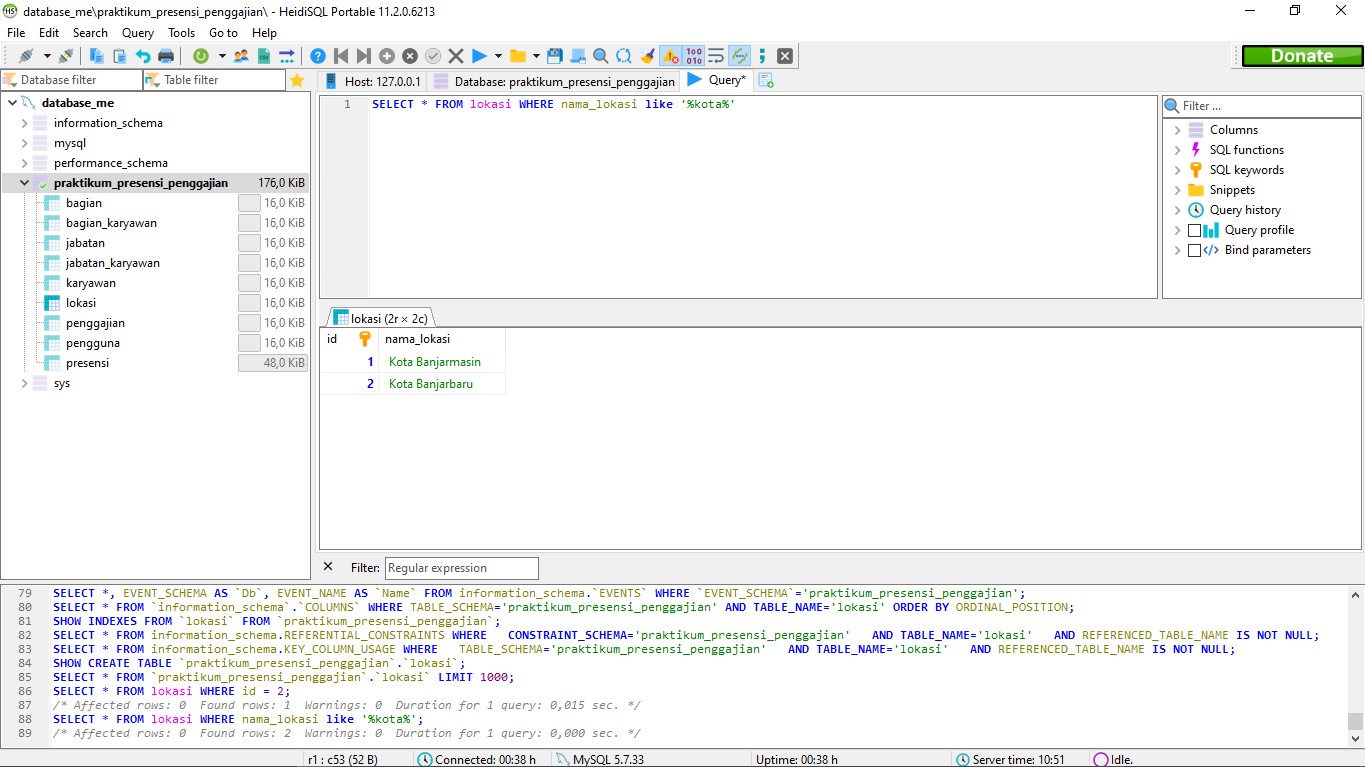 database_me\praktikum_presensi_penggajian\ - HeidiSQL Portable 11.2.0.6213
File Edit Search Query Tools Go to Help
Donate
Database filter Table filter
Host: 127.0.0.1 Database: praktikum_presensi_penggajian Query*
database_me
information_schema
mysql
performance_schema
praktikum_presensi_penggajian 176,0 KiB
bagian 16,0 KiB
bagian_karyawan 16,0 KiB
jabatan 16,0 KiB
jabatan_karyawan 16,0 KiB
karyawan 16,0 KiB
lokasi 16,0 KiB
penggajian 16,0 KiB
pengguna 16,0 KiB
presensi 48,0 KiB
sys
1 SELECT * FROM lokasi WHERE nama_lokasi like '%kota%'
Filter ...
Columns
SQL functions
SQL keywords
Snippets
Query history
Query profile
Bind parameters
lokasi (2r × 2c)
id nama_lokasi
1 Kota Banjarmasin
2 Kota Banjarbaru
Filter: Regular expression
79 SELECT *, EVENT_SCHEMA AS `Db`, EVENT_NAME AS `Name` FROM information_schema.`EVENTS` WHERE `EVENT_SCHEMA`='praktikum_presensi_penggajian';
80 SELECT * FROM `information_schema`.`COLUMNS` WHERE TABLE_SCHEMA='praktikum_presensi_penggajian' AND TABLE_NAME='lokasi' ORDER BY ORDINAL_POSITION;
81 SHOW INDEXES FROM `lokasi` FROM `praktikum_presensi_penggajian`;
82 SELECT * FROM information_schema.REFERENTIAL_CONSTRAINTS WHERE   CONSTRAINT_SCHEMA='praktikum_presensi_penggajian'   AND TABLE_NAME='lokasi'   AND REFERENCED_TABLE_NAME IS NOT NULL;
83 SELECT * FROM information_schema.KEY_COLUMN_USAGE WHERE   TABLE_SCHEMA='praktikum_presensi_penggajian'   AND TABLE_NAME='lokasi'   AND REFERENCED_TABLE_NAME IS NOT NULL;
84 SHOW CREATE TABLE `praktikum_presensi_penggajian`.`lokasi`;
85 SELECT * FROM `praktikum_presensi_penggajian`.`lokasi` LIMIT 1000;
86 SELECT * FROM lokasi WHERE id = 2;
87 /* Affected rows: 0  Found rows: 1  Warnings: 0  Duration for 1 query: 0,015 sec. */
88 SELECT * FROM lokasi WHERE nama_lokasi like '%kota%';
89 /* Affected rows: 0  Found rows: 2  Warnings: 0  Duration for 1 query: 0,000 sec. */
r1 : c53 (52 B) Connected: 00:38 h MySQL 5.7.33 Uptime: 00:38 h Server time: 10:51 Idle.